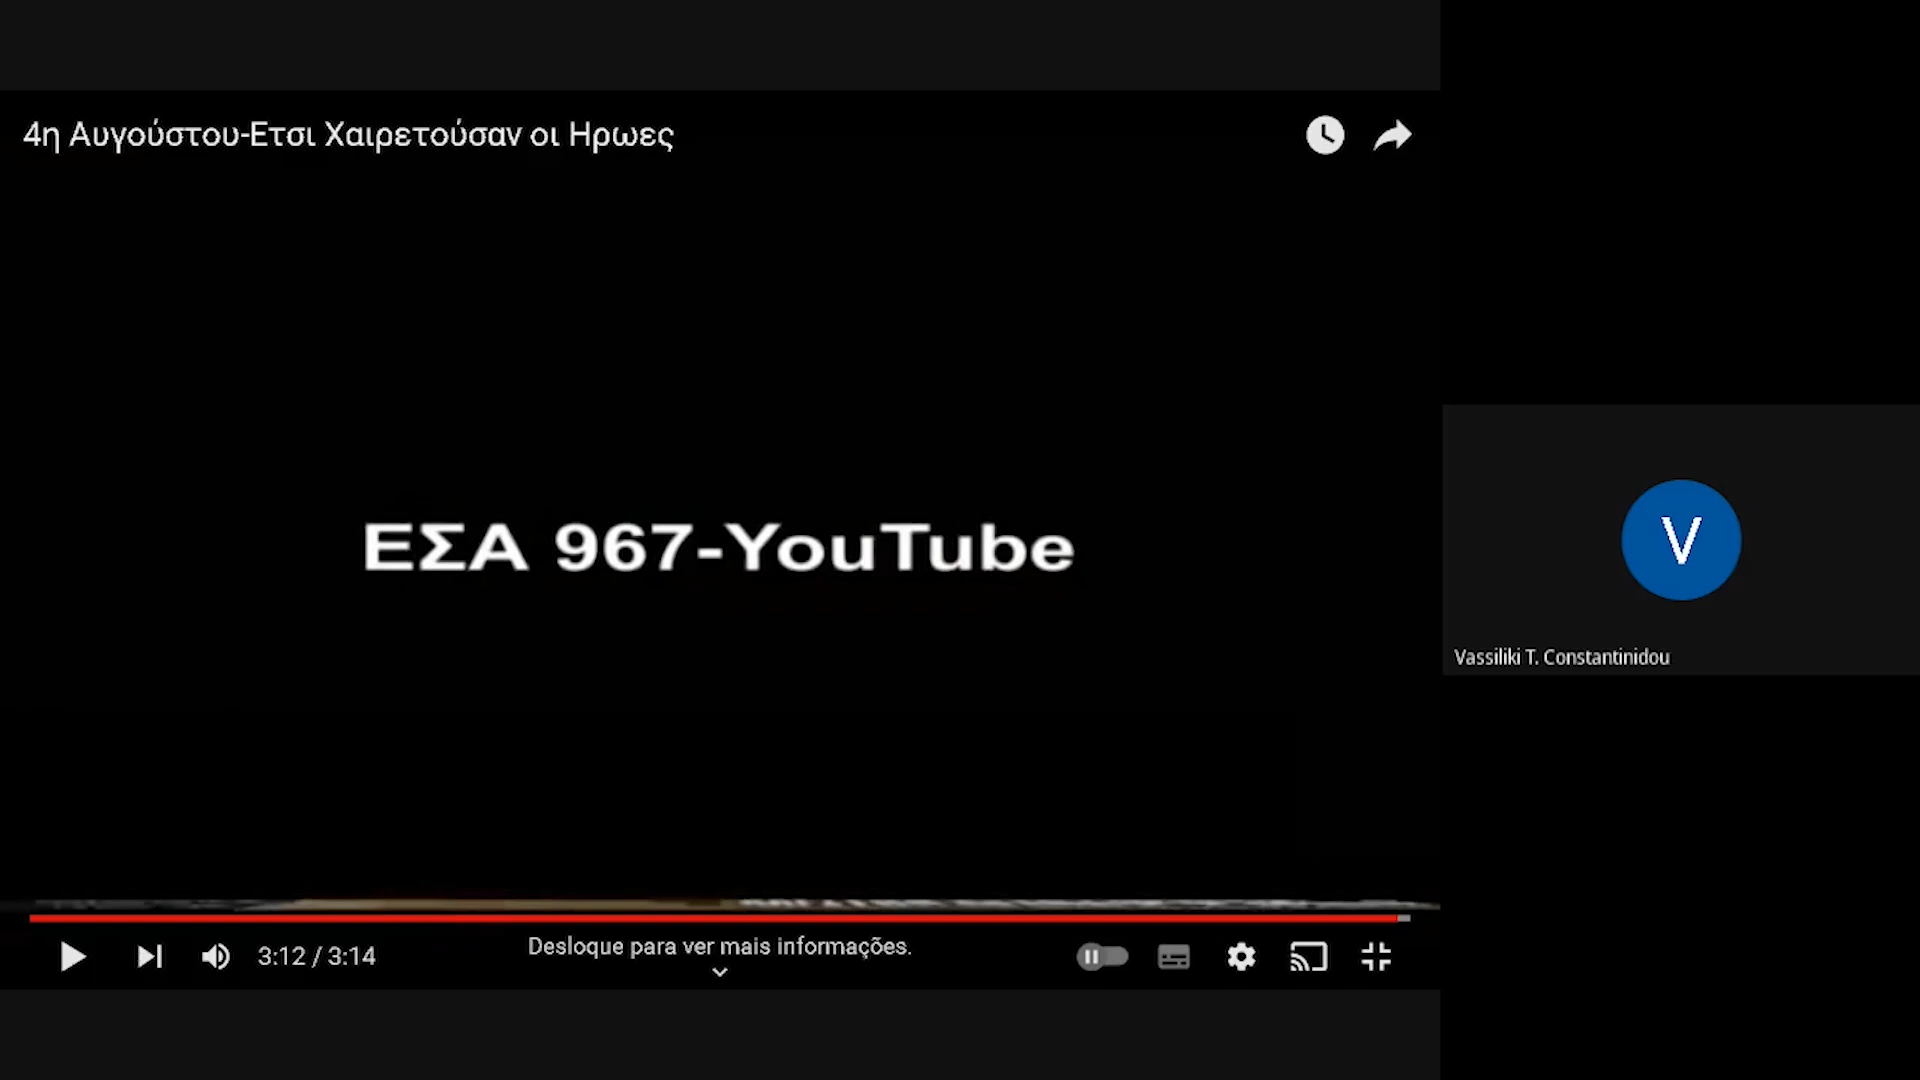 4η Αυγούστου-Ετσι Χαιρετούσαν οι Ηρωες
ΕΣΑ 967-YouTube
V
Vassiliki T. Constantinidou
3:12 / 3:14
Desloque para ver mais informações.